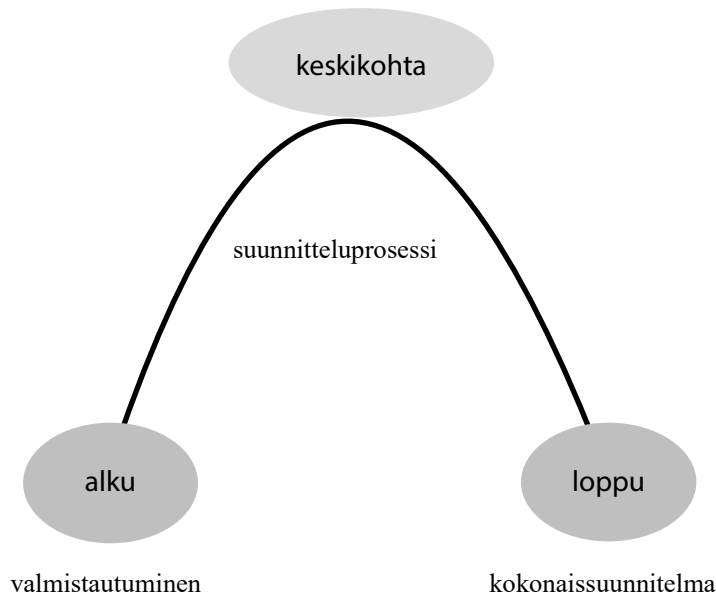 keskikohta
suunnitteluprosessi
alku
loppu
valmistautuminen
kokonaissuunnitelma